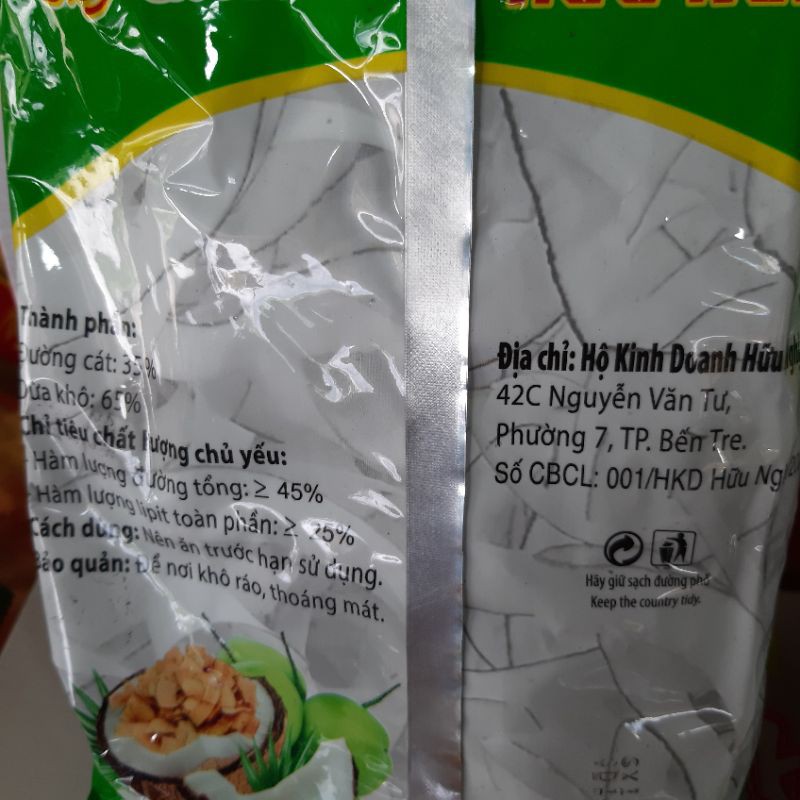 Thành phần:
Đường cát: 35%
Dừa khô: 65%
Chỉ tiêu chất lượng chủ yếu:
- Hàm lượng đường tổng: ≥ 45%
- Hàm lượng lipit toàn phần: ≥ 25%
Cách dùng: Nên ăn trước hạn sử dụng.
Bảo quản: Để nơi khô ráo, thoáng mát.
Địa chỉ: Hộ Kinh Doanh Hữu
42C Nguyễn Văn Tư,
Phường 7, TP. Bến Tre.
Số CBCL: 001/HKD Hữu Ng
Hãy giữ sạch đường phố
Keep the country tidy.